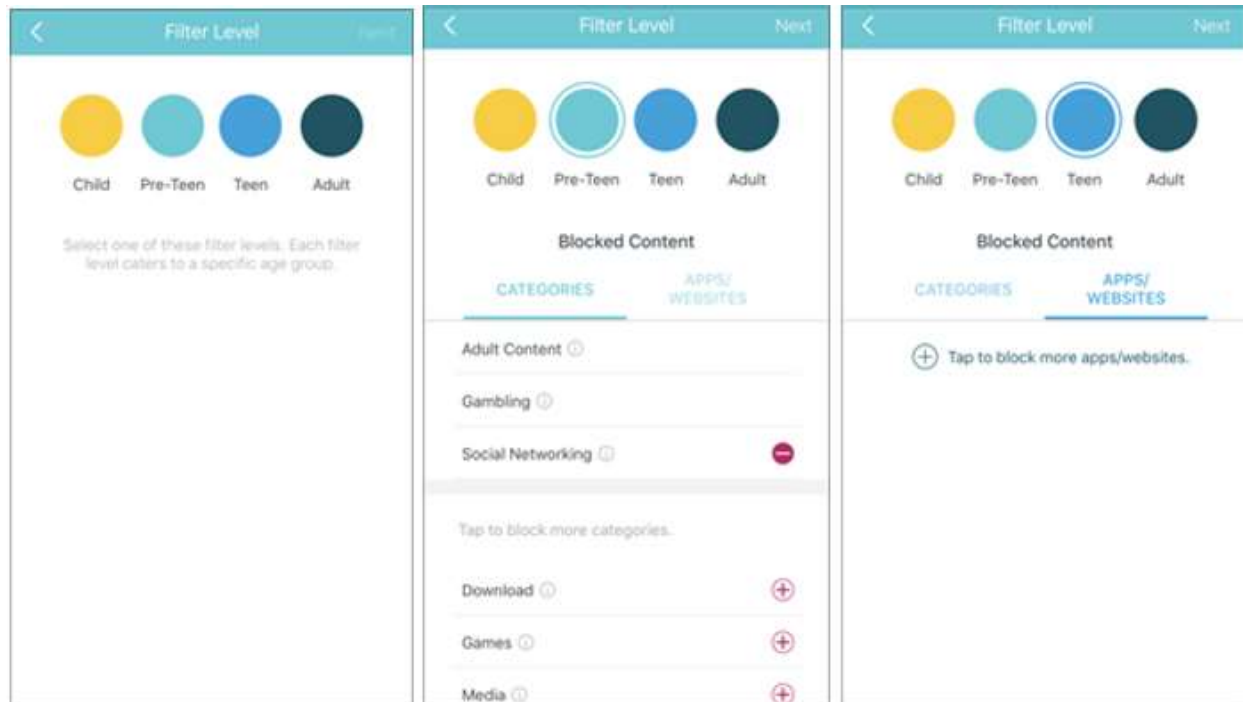 Filter Level
Next
Child Pre-Teen Teen Adult
Select one of these filter levels. Each filter
level caters to a specific age group.
Filter Level
Next
Child Pre-Teen Teen Adult
Blocked Content
CATEGORIES
APPS/
WEBSITES
Adult Content
Gambling
Social Networking
Tap to block more categories.
Download
Games
Media
Filter Level
Next
Child Pre-Teen Teen Adult
Blocked Content
CATEGORIES
APPS/
WEBSITES
Tap to block more apps/websites.